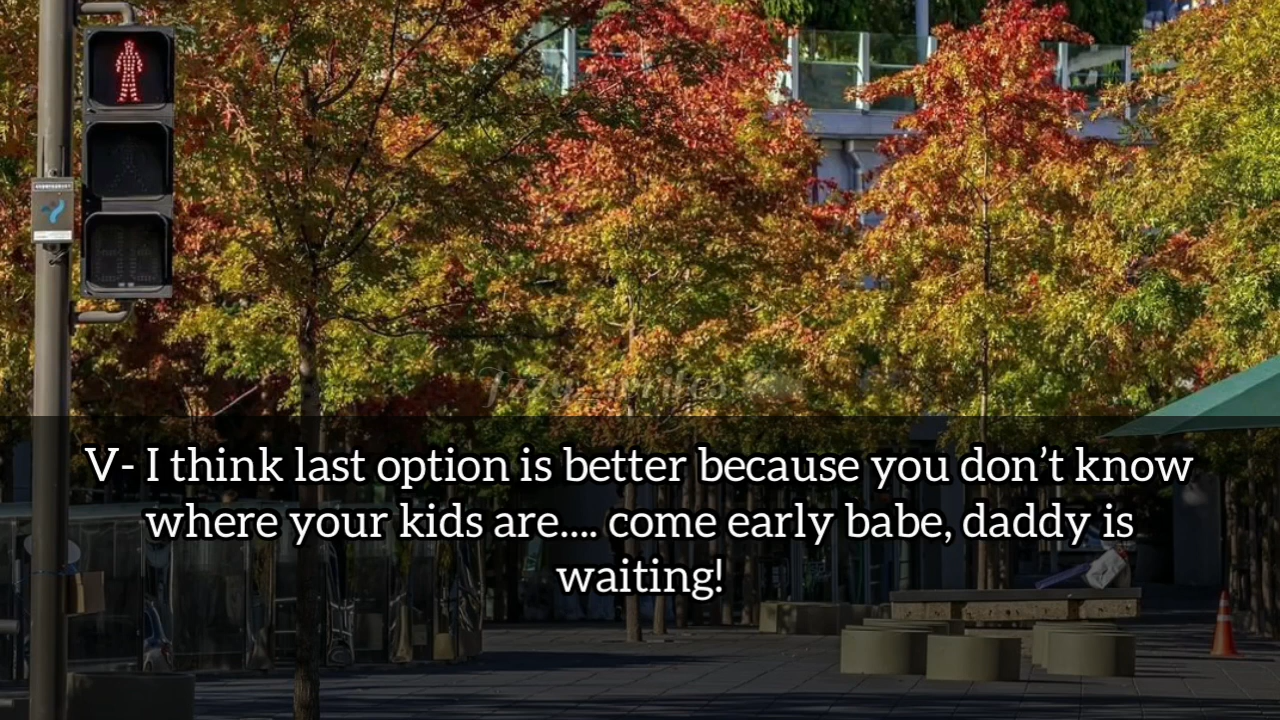 V- I think last option is better because you don’t know
where your kids are.... come early babe, daddy is
waiting!